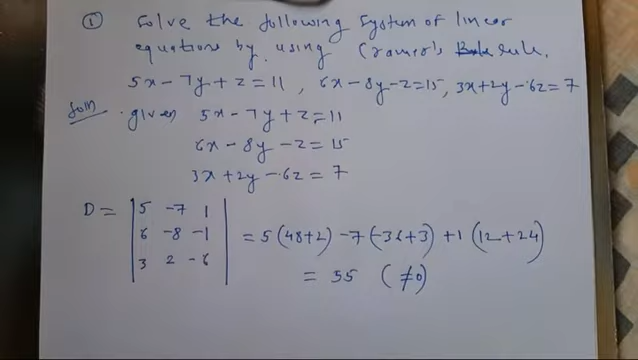 ① Solve the following System of linear
equations by using Cramer's rule.
5x-7y+z=11, 6x-8y-z=15, 3x+2y-6z=7
Soln given 5x-7y+z=11
6x-8y-z=15
3x+2y-6z=7
D= |5 -7 1| =5(48+2)-7(-36+3)+1(12+24)
|6 -8 -1|
|3 2 -6|
= 55 (≠0)